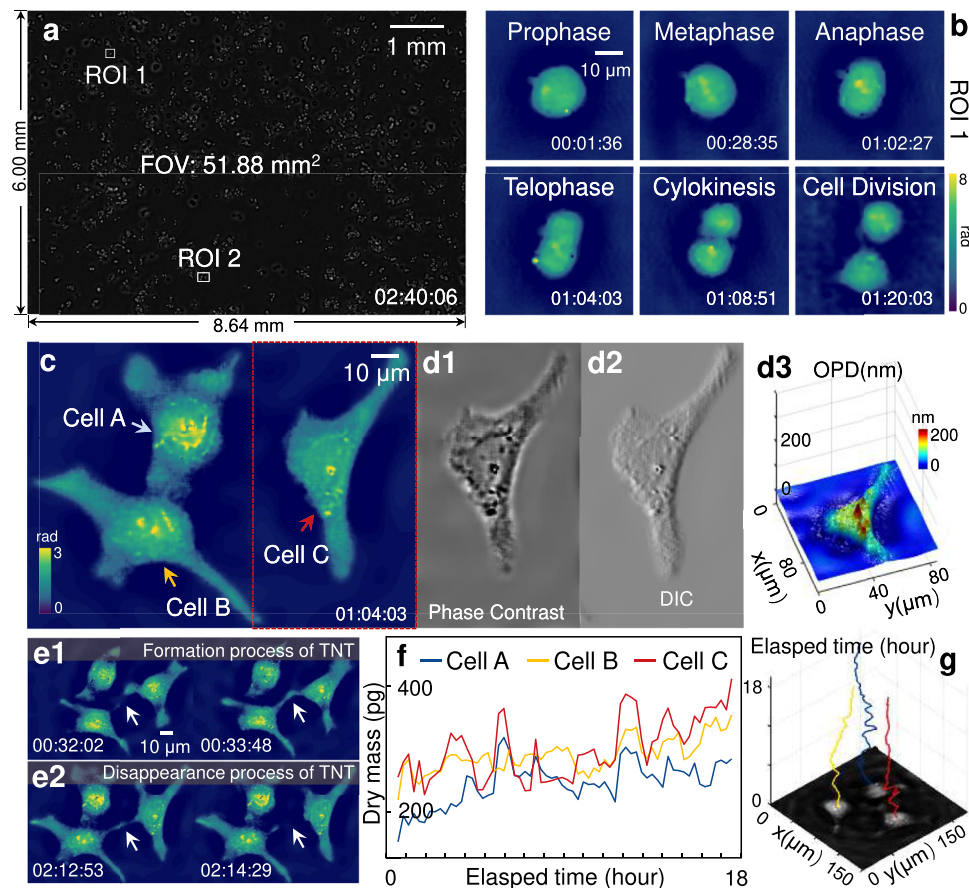 a
1 mm
ROI 1
FOV: 51.88 mm²
ROI 2
02:40:06
6.00 mm
8.64 mm
b
ROI 1
Prophase
10 μm
00:01:36
Metaphase
00:28:35
Anaphase
01:02:27
Telophase
01:04:03
Cylokinesis
01:08:51
Cell Division
01:20:03
8
rad
0
c
Cell A
Cell B
rad
3
0
10 μm
Cell C
01:04:03
d1
Phase Contrast
d2
DIC
d3
OPD(nm)
nm
200
0
200
0
0
80
x(μm)
0
40
80
y(μm)
e1
Formation process of TNT
00:32:02
10 μm
00:33:48
e2
Disappearance process of TNT
02:12:53
02:14:29
f
Cell A
Cell B
Cell C
Dry mass (pg)
400
200
0
Elasped time (hour)
18
g
Elasped time (hour)
18
0
0
x(μm)
150
0
y(μm)
150